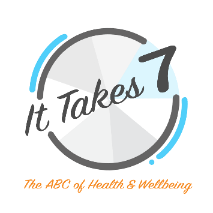 It Takes 7
The ABC of Health & Wellbeing